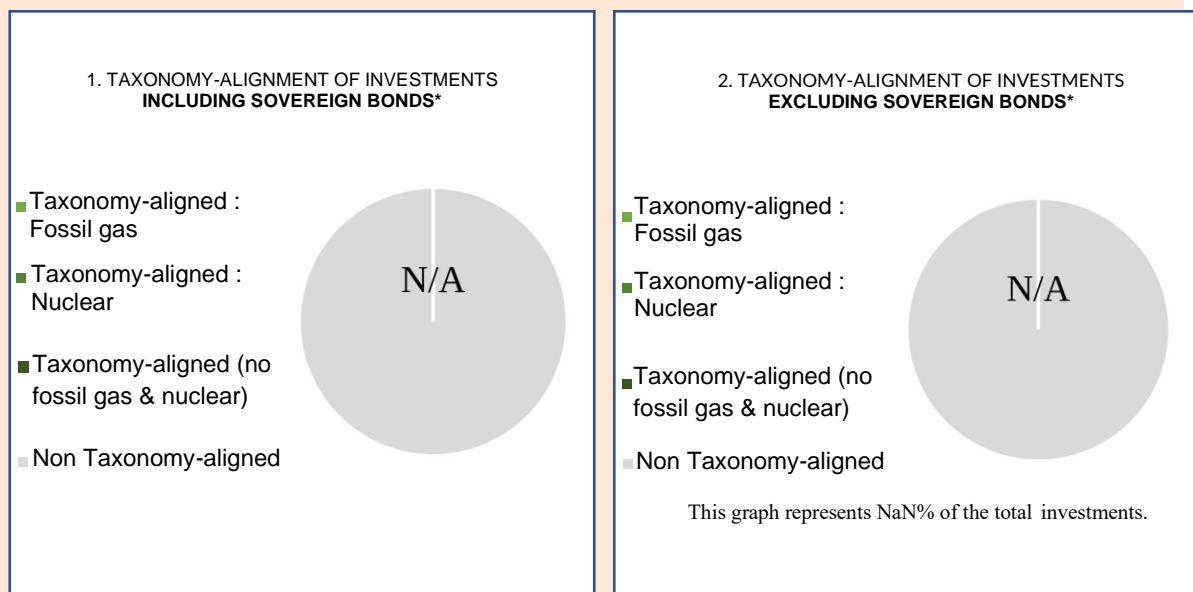 1. TAXONOMY-ALIGNMENT OF INVESTMENTS
INCLUDING SOVEREIGN BONDS*
Taxonomy-aligned :
Fossil gas
Taxonomy-aligned :
Nuclear
Taxonomy-aligned (no
fossil gas & nuclear)
Non Taxonomy-aligned
N/A
2. TAXONOMY-ALIGNMENT OF INVESTMENTS
EXCLUDING SOVEREIGN BONDS*
Taxonomy-aligned :
Fossil gas
Taxonomy-aligned :
Nuclear
Taxonomy-aligned (no
fossil gas & nuclear)
Non Taxonomy-aligned
N/A
This graph represents NaN% of the total investments.